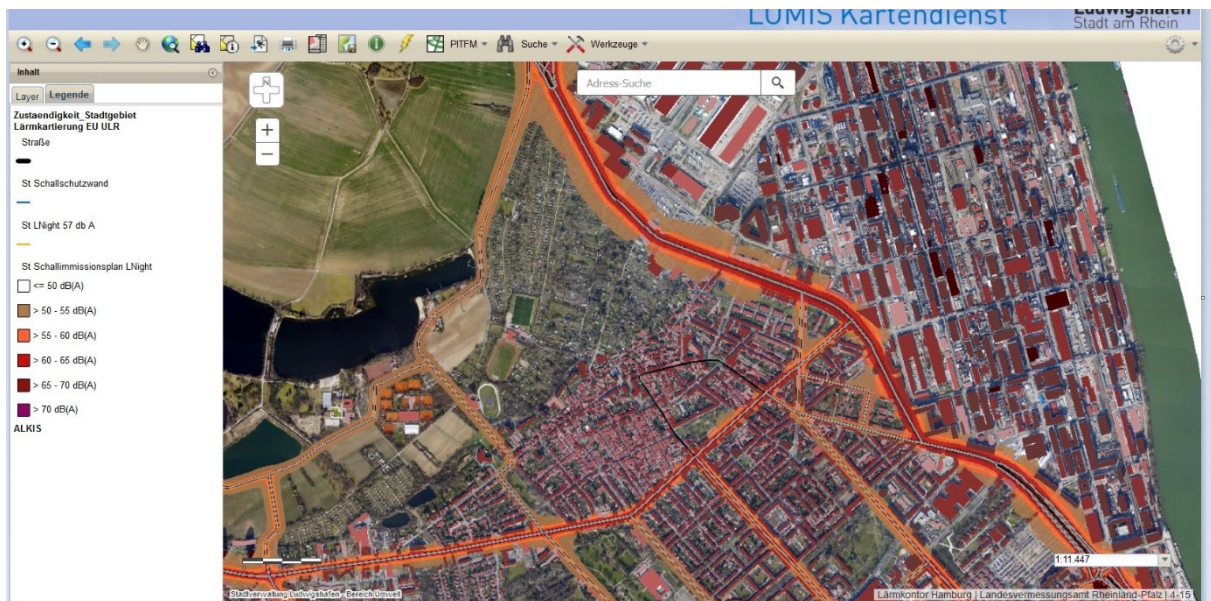 LUMIS Kartendienst
Ludwigshafen
Stadt am Rhein
PITFM
Suche
Werkzeuge
Inhalt
Layer
Legende
Zustaendigkeit_Stadtgebiet
Lärmkartierung EU ULR
Straße
St Schallschutzwand
St LNight 57 db A
St Schallimmissionsplan LNight
<= 50 dB(A)
> 50 - 55 dB(A)
> 55 - 60 dB(A)
> 60 - 65 dB(A)
> 65 - 70 dB(A)
> 70 dB(A)
ALKIS
N
Adress-Suche
+
−
1:11.447
Stadtverwaltung Ludwigshafen - Bereich Umwelt
Lärmkontor Hamburg | Landesvermessungsamt Rheinland-Pfalz | 4-15